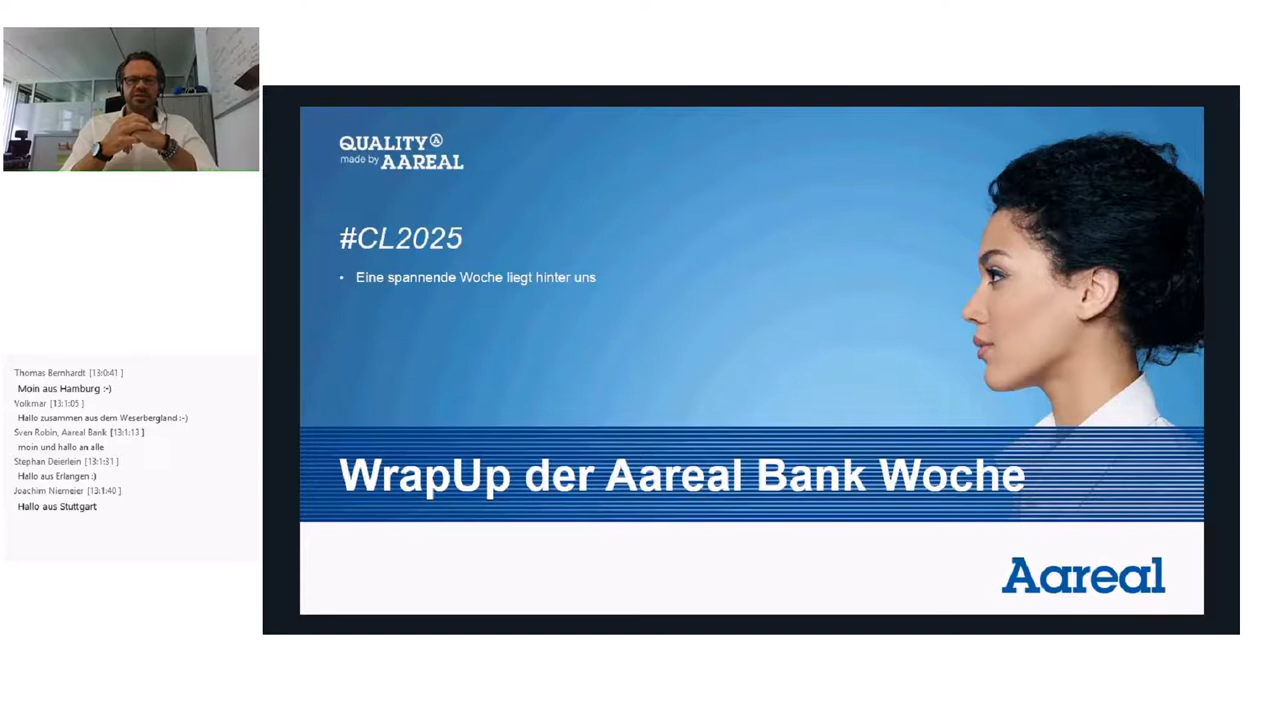 QUALITY Ⓐ
made by AAREAL
#CL2025
• Eine spannende Woche liegt hinter uns
WrapUp der Aareal Bank Woche
Aareal
Thomas Bernhardt [13:0:41 ]
Moin aus Hamburg :-)
Volkmar [13:1:05 ]
Hallo zusammen aus dem Weserbergland :-)
Sven Robin, Aareal Bank [13:1:13 ]
moin und hallo an alle
Stephan Deierlein [13:1:31 ]
Hallo aus Erlangen :)
Joachim Niemeier [13:1:40 ]
Hallo aus Stuttgart